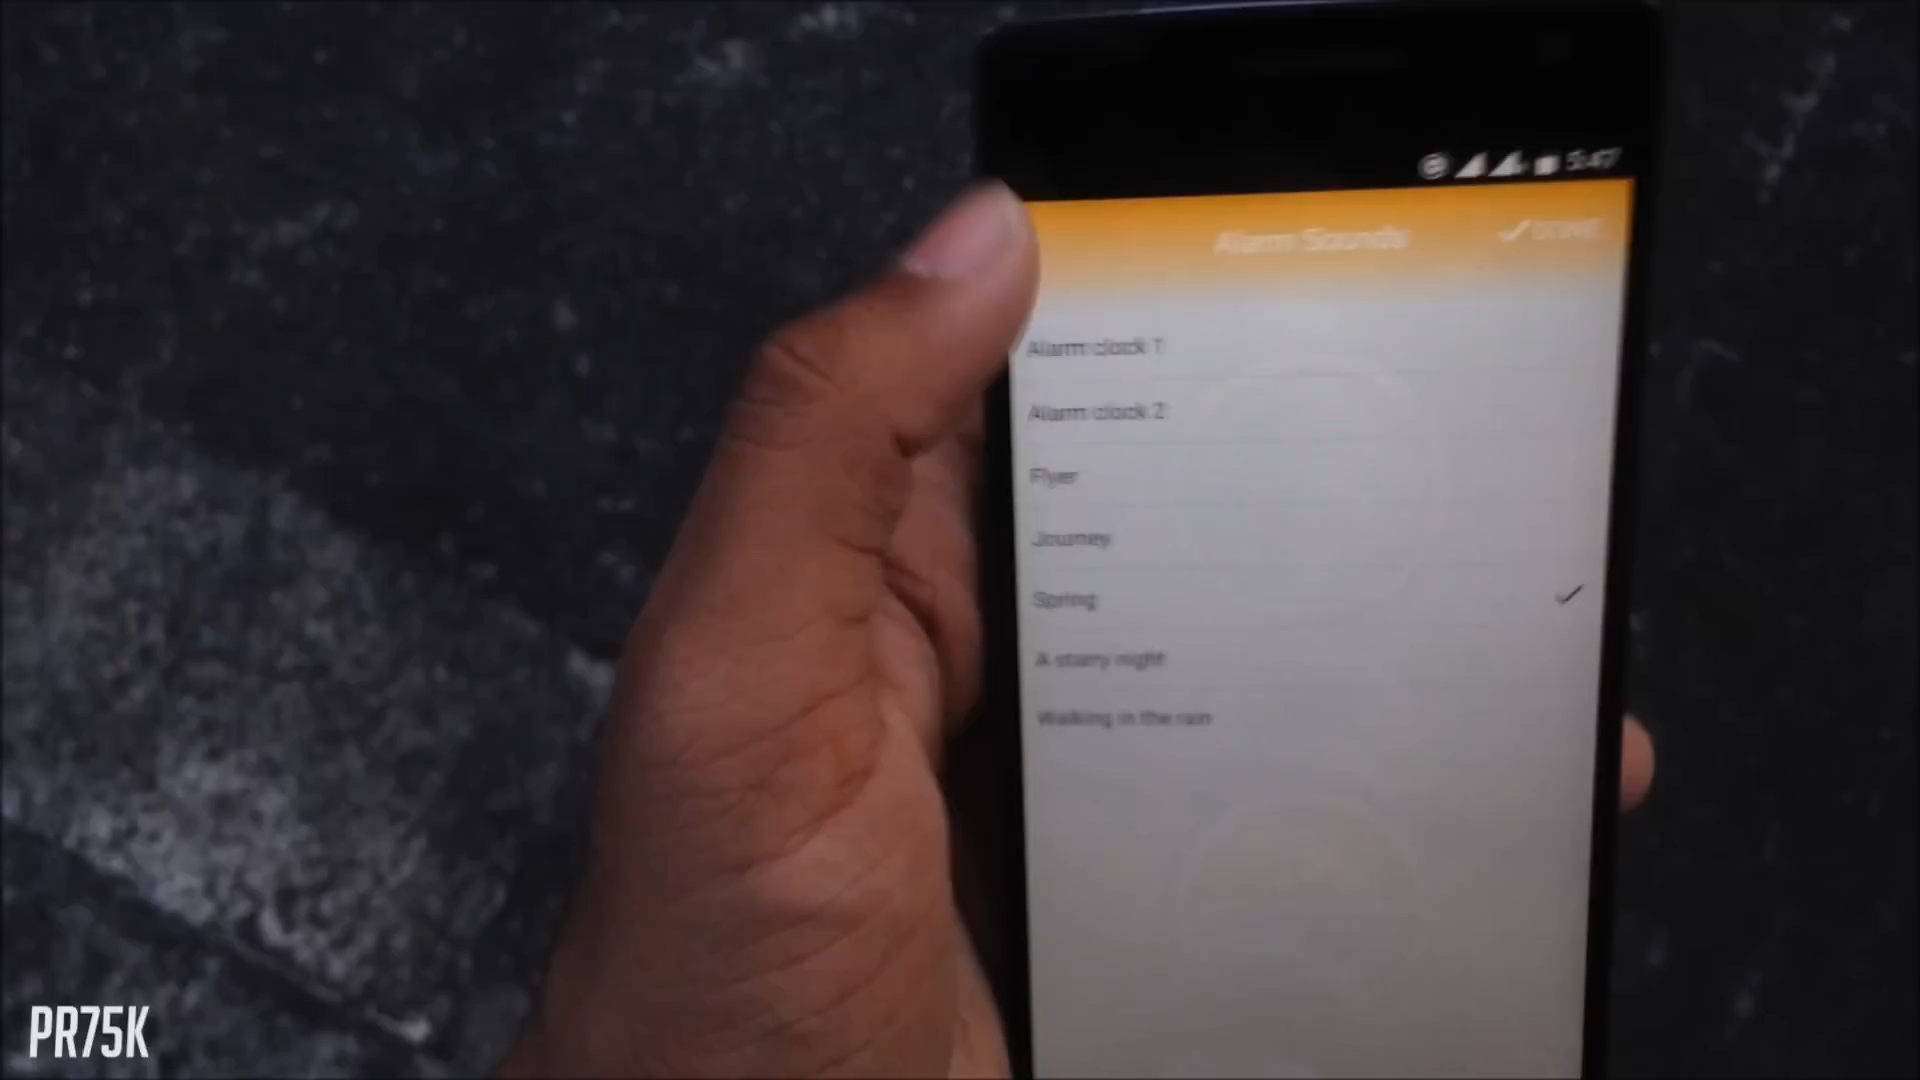 5:47
Alarm Sounds
DONE
Alarm clock 1
Alarm clock 2
Flyer
Journey
Spring
A starry night
Walking in the rain
PR75K